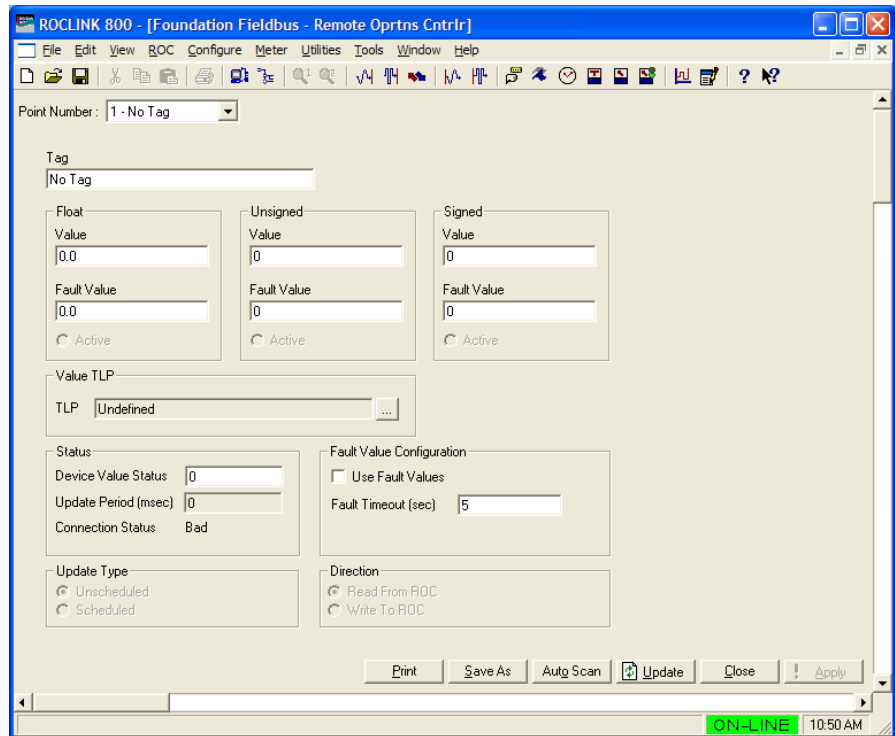 ROCLINK 800 - [Foundation Fieldbus - Remote Oprtns Cntrlr]
File Edit View ROC Configure Meter Utilities Tools Window Help
Point Number : 1 - No Tag
Tag
No Tag
Float Unsigned Signed
Value Value Value
0.0 0 0
Fault Value Fault Value Fault Value
0.0 0 0
Active Active Active
Value TLP
TLP Undefined ...
Status Fault Value Configuration
Device Value Status 0 Use Fault Values
Update Period (msec) 0 Fault Timeout (sec) 5
Connection Status Bad
Update Type Direction
Unscheduled Read From ROC
Scheduled Write To ROC
Print Save As Auto Scan Update Close ! Apply
ON-LINE 10:50 AM